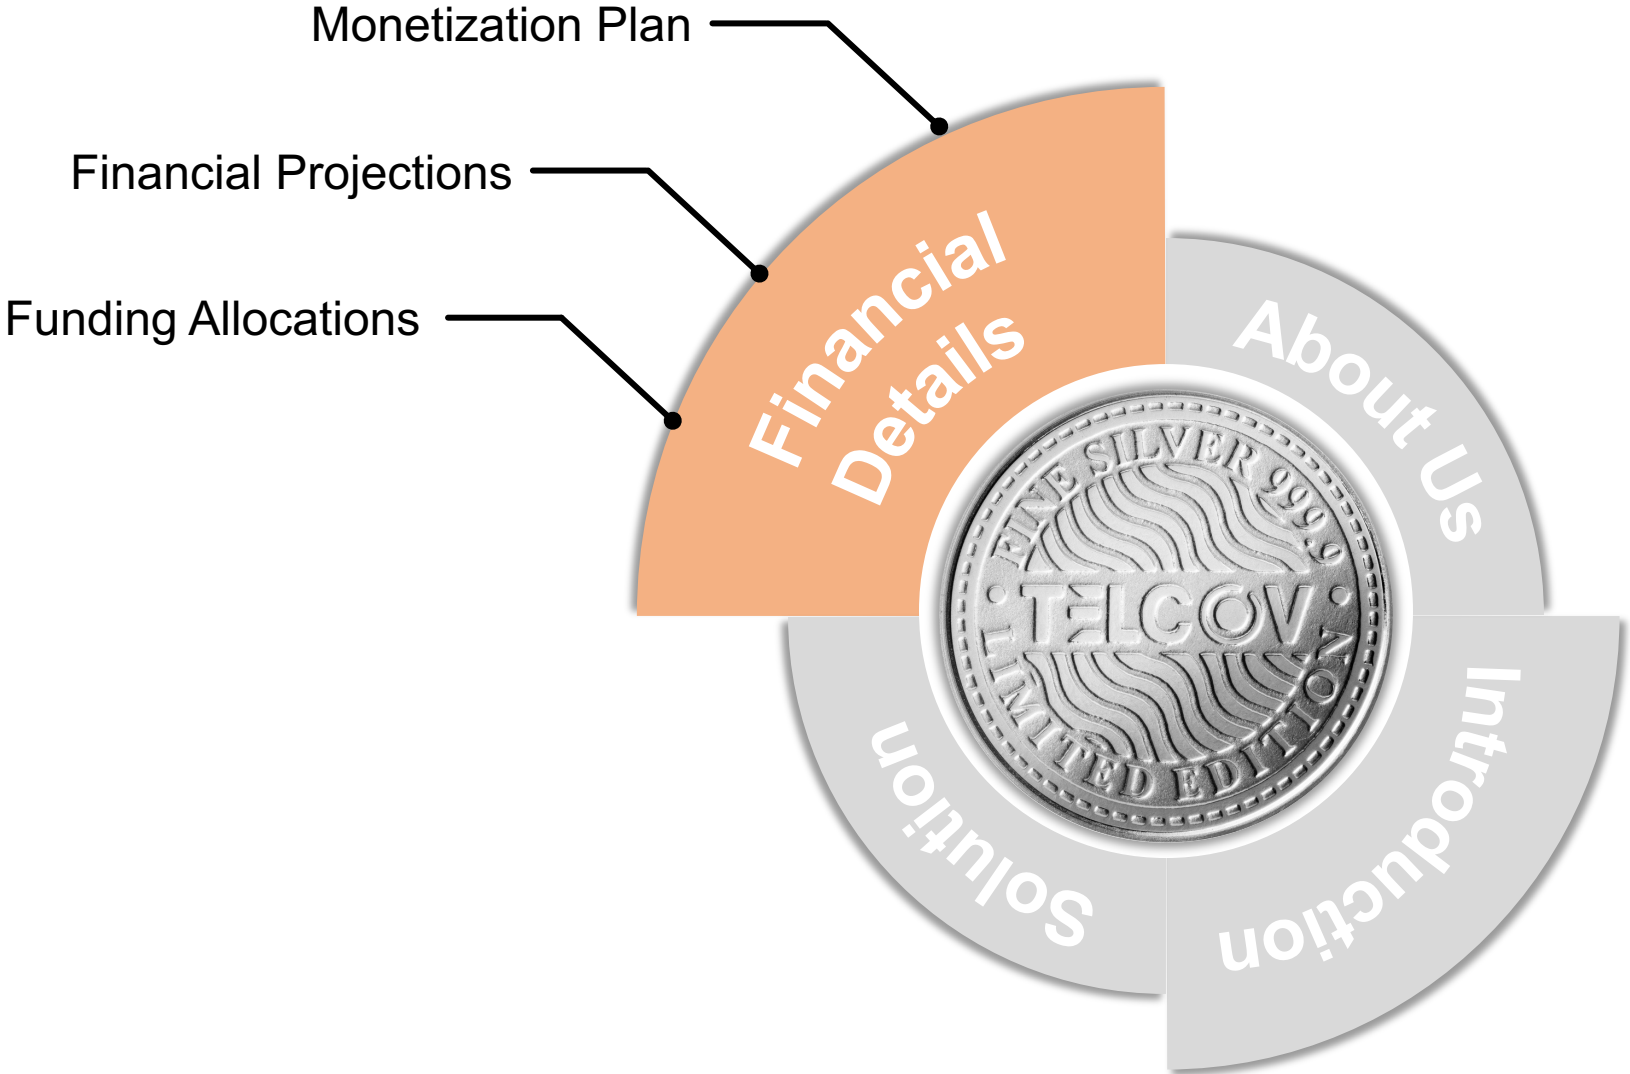 Monetization Plan
Financial Projections
Funding Allocations
Financial
Details
About Us
Introduction
Solution
FINE SILVER 999.9
TELCOV
LIMITED EDITION